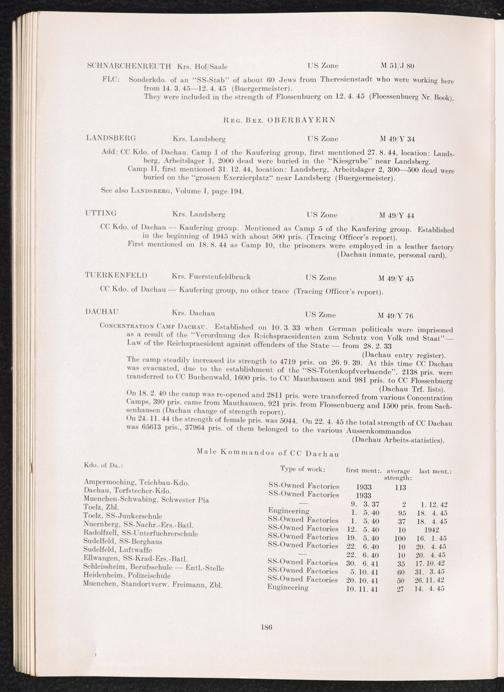 SCHNARCHENREUTH Krs. Hof/Saale US Zone M 51/J 80
FLC: Sonderkdo. of an "SS-Stab" of about 60 Jews from Theresienstadt who were working here
from 14. 3. 45—12. 4. 45 (Buergermeister).
They were included in the strength of Flossenbuerg on 12. 4. 45 (Floessenbuerg Nr. Book).
REG. BEZ. OBERBAYERN
LANDSBERG Krs. Landsberg US Zone M 49/Y 34
Add: CC Kdo. of Dachau, Camp I of the Kaufering group, first mentioned 27. 8. 44, location: Lands-
berg, Arbeitslager 1, 2000 dead were buried in the "Kiesgrube" near Landsberg.
Camp II, first mentioned 31. 12. 44, location: Landsberg, Arbeitslager 2, 300—500 dead were
buried on the "grossen Exerzierplatz" near Landsberg (Buergermeister).
See also LANDSBERG, Volume I, page 194.
UTTING Krs. Landsberg US Zone M 49/Y 44
CC Kdo. of Dachau — Kaufering group. Mentioned as Camp 5 of the Kaufering group. Established
in the beginning of 1945 with about 500 pris. (Tracing Officer's report).
First mentioned on 18. 8. 44 as Camp 10, the prisoners were employed in a leather factory
(Dachau inmate, personal card).
TUERKENFELD Krs. Fuerstenfeldbruck US Zone M 49/Y 45
CC Kdo. of Dachau — Kaufering group, no other trace (Tracing Officer's report).
DACHAU Krs. Dachau US Zone M 49/Y 76
CONCENTRATION CAMP DACHAU. Established on 10. 3. 33 when German politicals were imprisoned
as a result of the "Verordnung des Reichspraesidenten zum Schutz von Volk und Staat"—
Law of the Reichspraesident against offenders of the State — from 28. 2. 33
(Dachau entry register).
The camp steadily increased its strength to 4719 pris. on 26. 9. 39. At this time CC Dachau
was evacuated, due to the establishment of the "SS-Totenkopfverbaende". 2138 pris. were
transferred to CC Buchenwald, 1600 pris. to CC Mauthausen and 981 pris. to CC Flossenburg
(Dachau Trf. lists).
On 18. 2. 40 the camp was re-opened and 2811 pris. were transferred from various Concentration
Camps, 390 pris. came from Mauthausen, 921 pris. from Flossenburg and 1500 pris. from Sach-
senhausen (Dachau change of strength report).
On 24. 11. 44 the strength of female pris. was 5044. On 22. 4. 45 the total strength of CC Dachau
was 65613 pris., 37964 pris. of them belonged to the various Aussenkommandos
(Dachau Arbeits-statistics).
Male Kommandos of CC Dachau
Kdo. of Da.: Type of work: first ment:. average last ment.:
strength:
Ampermoching, Teichbau-Kdo. SS-Owned Factories 1933 113
Dachau, Torfstecher-Kdo. SS-Owned Factories 1933
Muenchen-Schwabing, Schwester Pia — 9. 3. 37 2 1. 12. 42
Toelz, Zbl. Engineering 1. 5. 40 95 18. 4. 45
Toelz, SS-Junkerschule SS-Owned Factories 1. 5. 40 37 18. 4. 45
Nuernberg, SS-Nachr.-Ers.-Batl. SS-Owned Factories 12. 5. 40 10 1942
Radolfzell, SS-Unterfuehrerschule SS-Owned Factories 19. 5. 40 100 16. 1. 45
Sudelfeld, SS-Berghaus SS-Owned Factories 22. 6. 40 10 20. 4. 45
Sudelfeld, Luftwaffe — 22. 6. 40 10 20. 4. 45
Ellwangen, SS-Krad-Ers.-Batl. SS-Owned Factories 30. 6. 41 35 17. 10. 42
Schleissheim, Berufsschule — Entl.-Stelle SS-Owned Factories 5. 10. 41 60 31. 3. 45
Heidenheim, Polizeischule SS-Owned Factories 20. 10. 41 50 26. 11. 42
Muenchen, Standortverw. Freimann, Zbl. Engineering 10. 11. 41 27 14. 4. 45
186